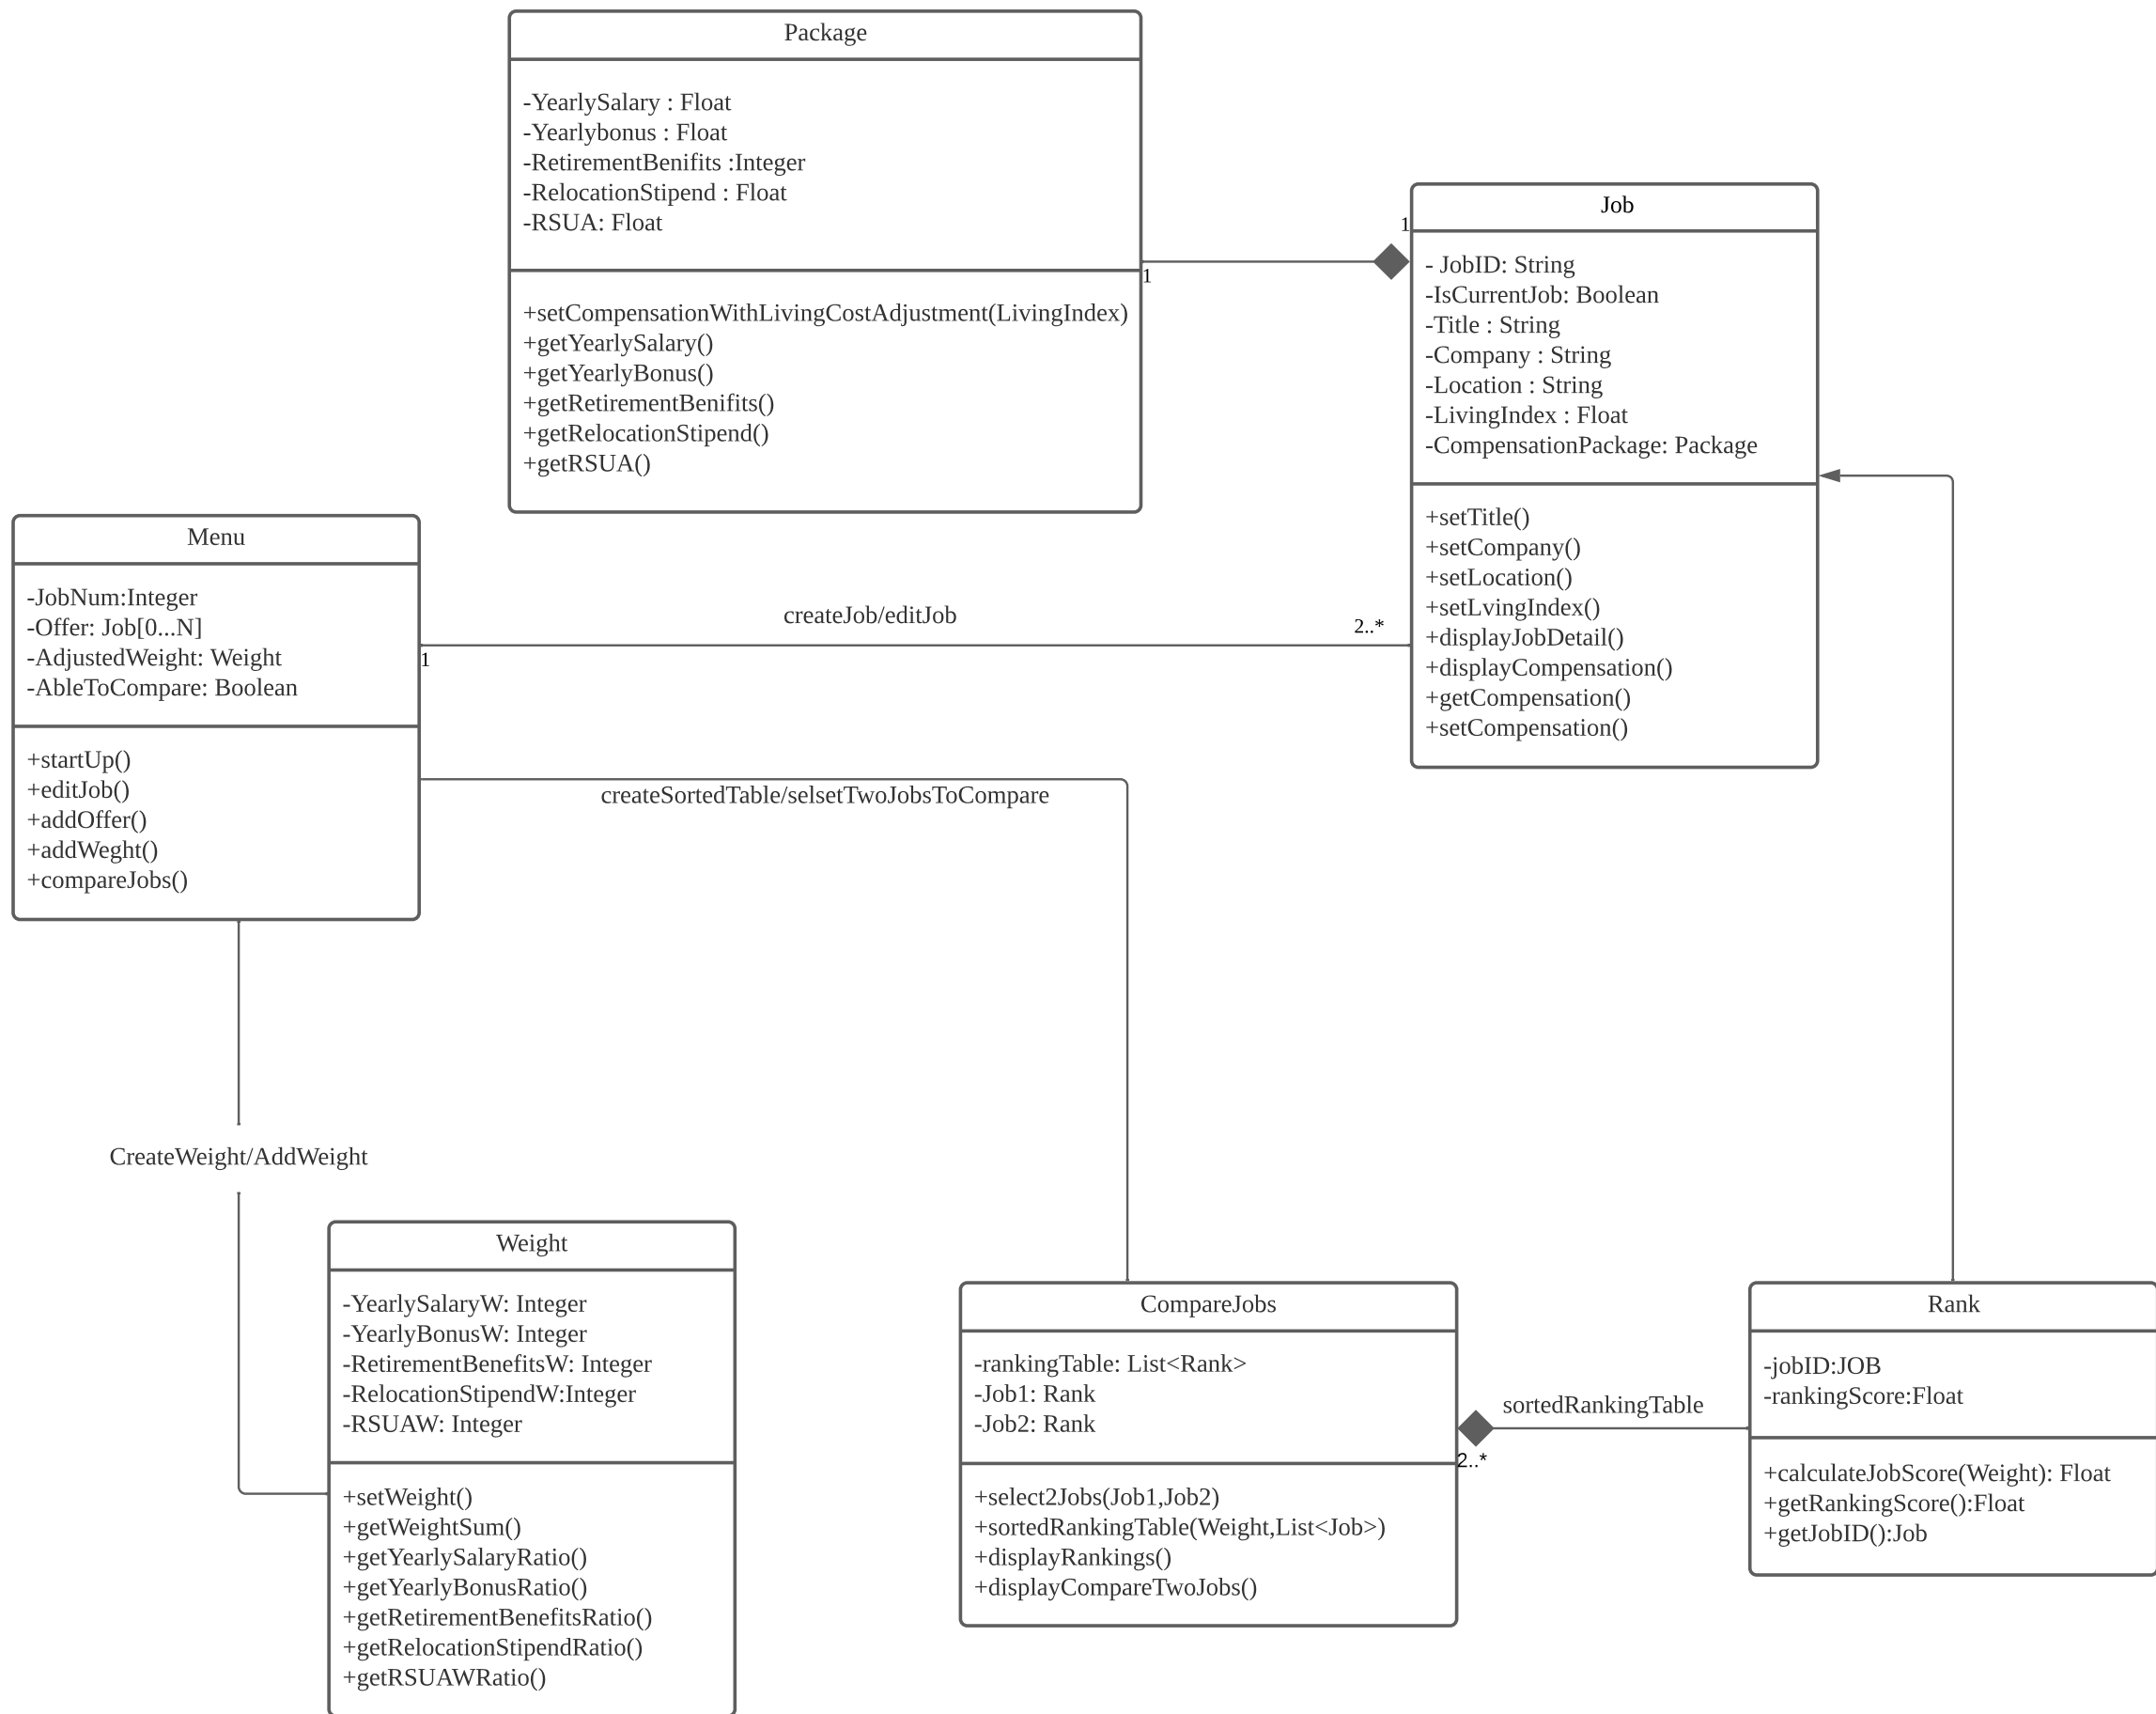 Package
-YearlySalary : Float
-Yearlybonus : Float
-RetirementBenifits :Integer
-RelocationStipend : Float
-RSUA: Float
+setCompensationWithLivingCostAdjustment(LivingIndex)
+getYearlySalary()
+getYearlyBonus()
+getRetirementBenifits()
+getRelocationStipend()
+getRSUA()
1
1
Job
- JobID: String
-IsCurrentJob: Boolean
-Title : String
-Company : String
-Location : String
-LivingIndex : Float
-CompensationPackage: Package
+setTitle()
+setCompany()
+setLocation()
+setLvingIndex()
+displayJobDetail()
+displayCompensation()
+getCompensation()
+setCompensation()
Menu
-JobNum:Integer
-Offer: Job[0...N]
-AdjustedWeight: Weight
-AbleToCompare: Boolean
+startUp()
+editJob()
+addOffer()
+addWeght()
+compareJobs()
createJob/editJob
2..*
1
createSortedTable/selsetTwoJobsToCompare
CreateWeight/AddWeight
Weight
-YearlySalaryW: Integer
-YearlyBonusW: Integer
-RetirementBenefitsW: Integer
-RelocationStipendW:Integer
-RSUAW: Integer
+setWeight()
+getWeightSum()
+getYearlySalaryRatio()
+getYearlyBonusRatio()
+getRetirementBenefitsRatio()
+getRelocationStipendRatio()
+getRSUAWRatio()
CompareJobs
-rankingTable: List<Rank>
-Job1: Rank
-Job2: Rank
+select2Jobs(Job1,Job2)
+sortedRankingTable(Weight,List<Job>)
+displayRankings()
+displayCompareTwoJobs()
sortedRankingTable
2..*
Rank
-jobID:JOB
-rankingScore:Float
+calculateJobScore(Weight): Float
+getRankingScore():Float
+getJobID():Job